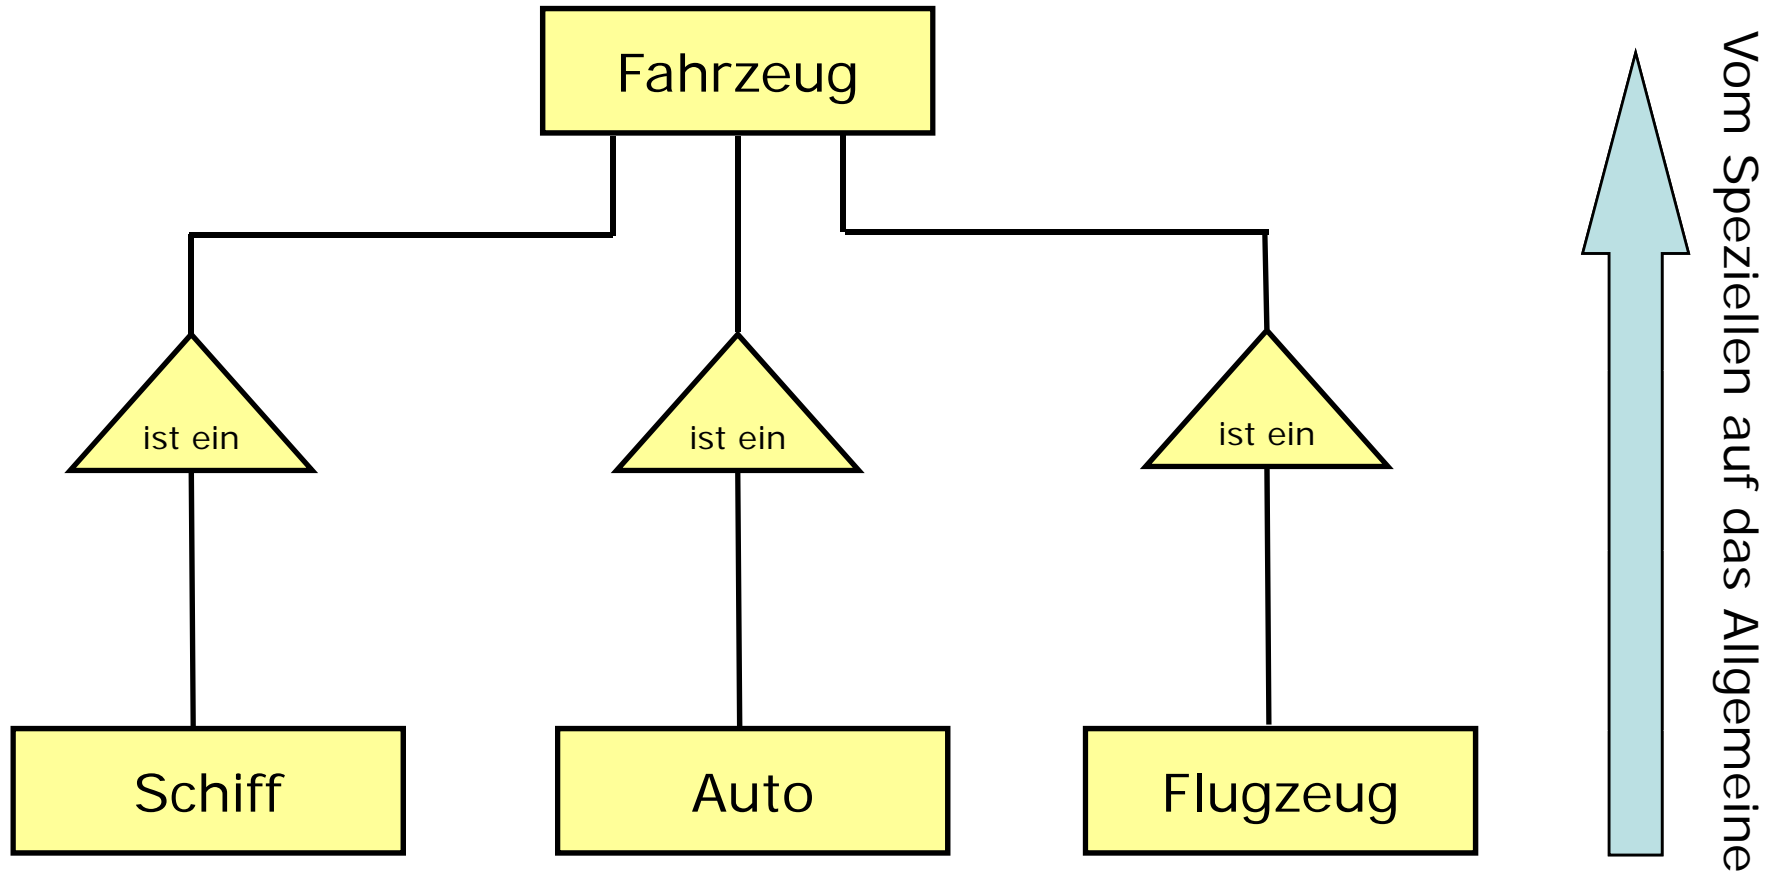 Fahrzeug
ist ein
ist ein
ist ein
Schiff
Auto
Flugzeug
Vom Speziellen auf das Allgemeine